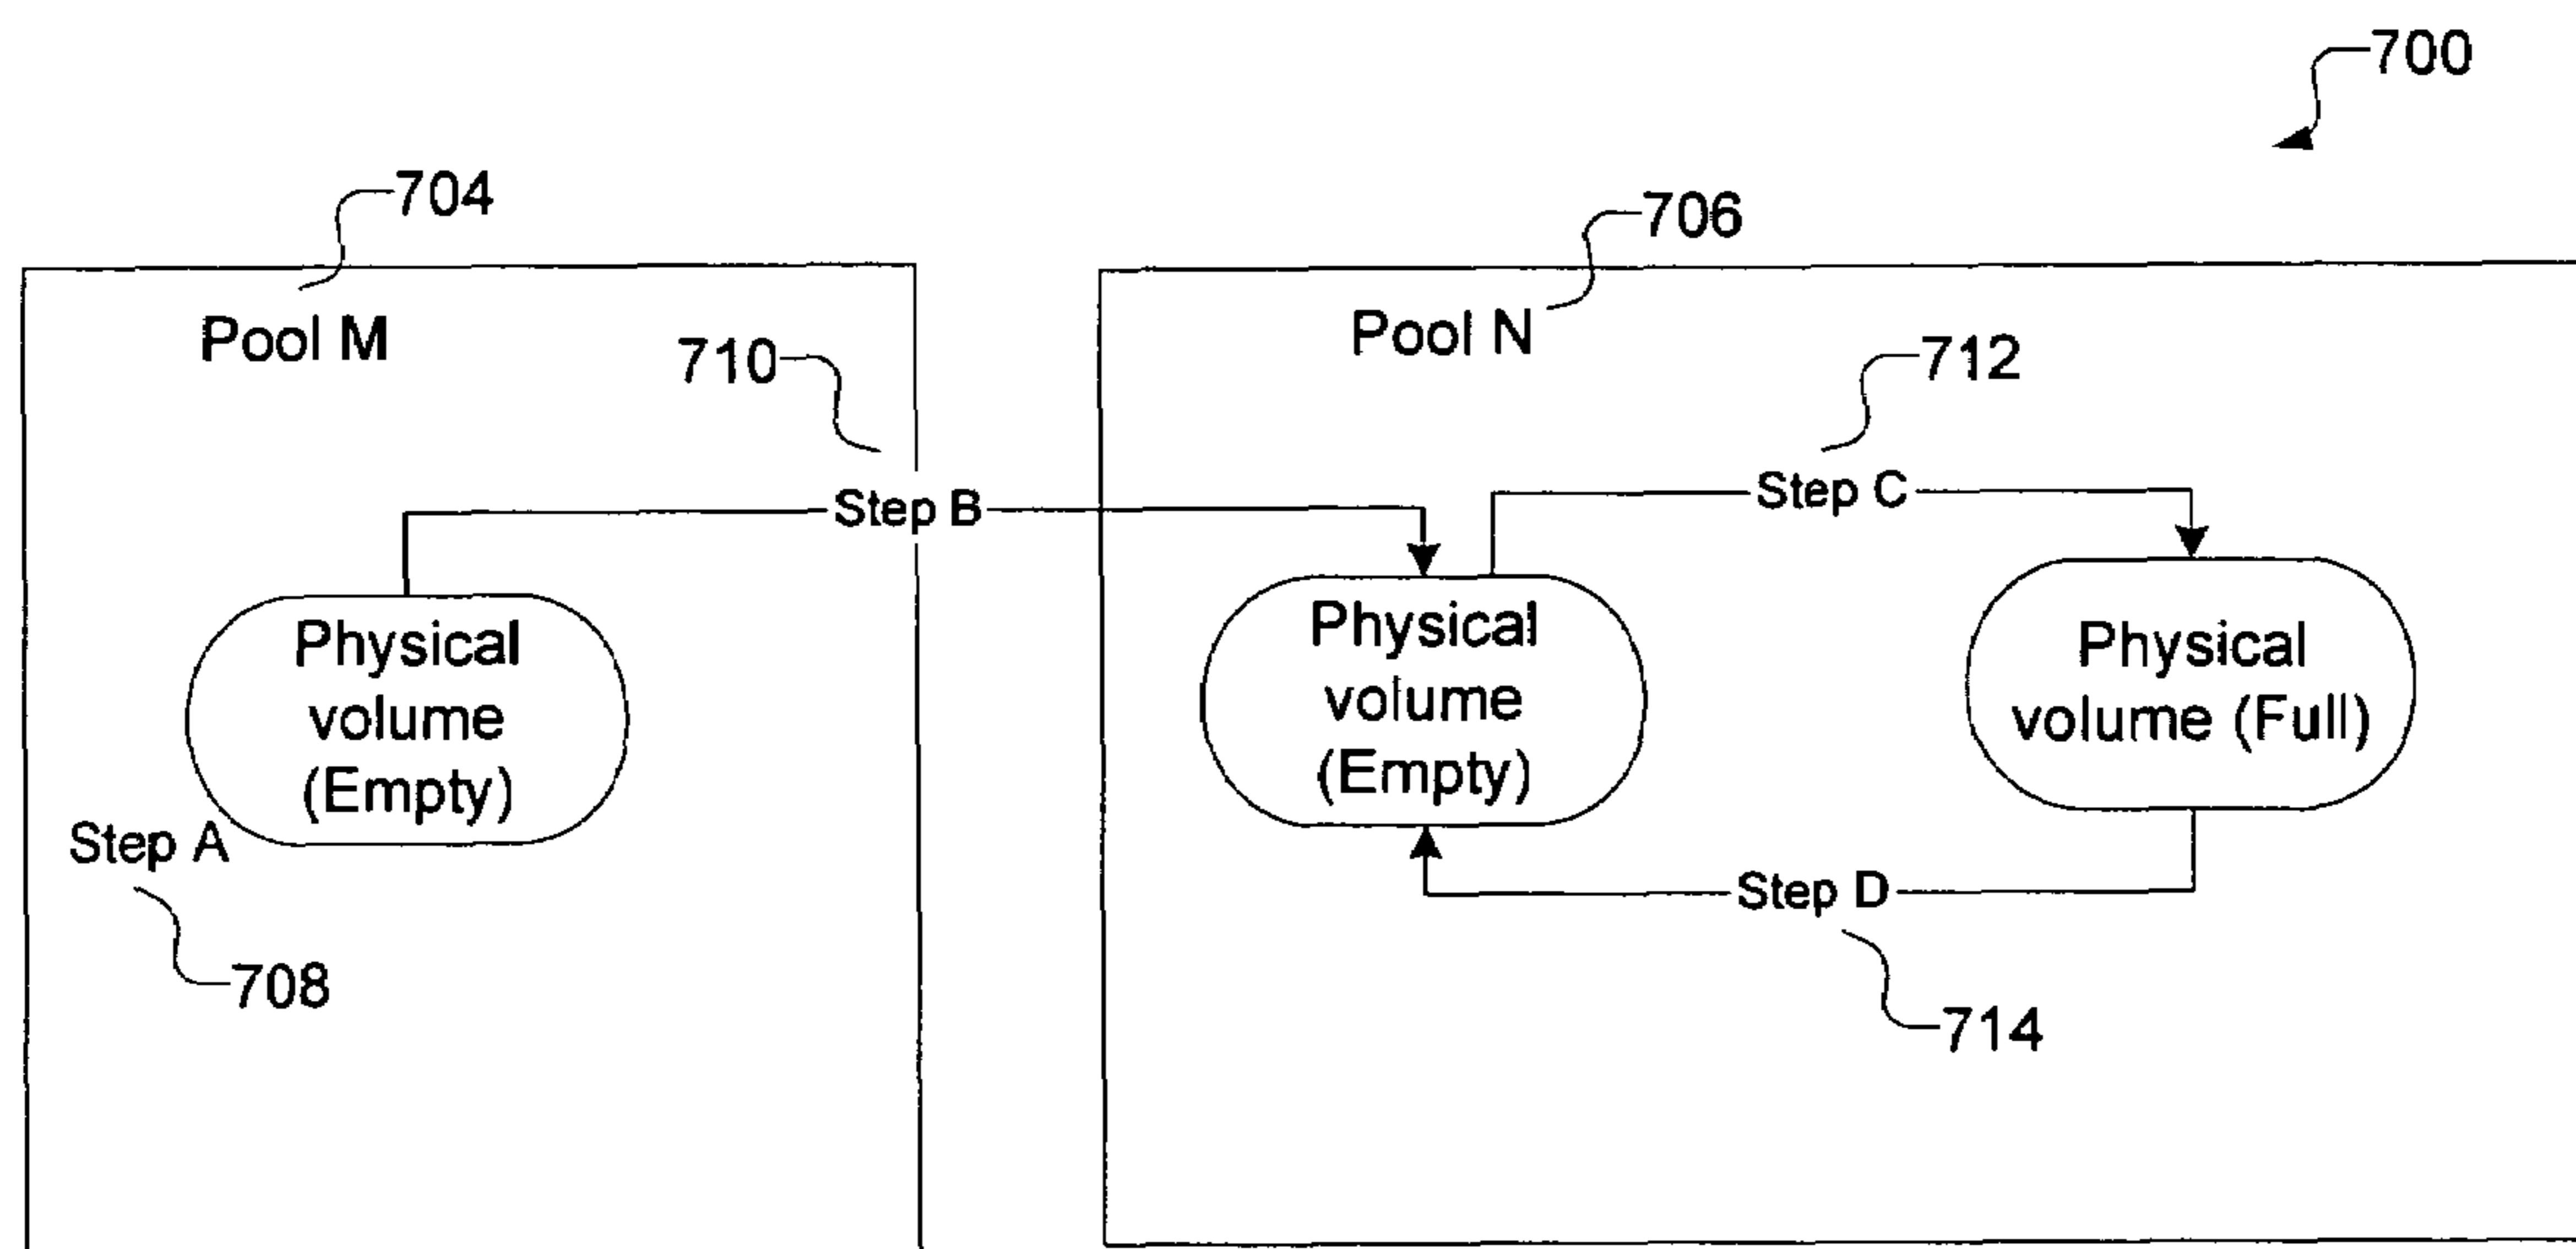 700
704
706
Pool M
Pool N
710
712
Step B
Step C
Physical
volume
(Empty)
Physical
volume
(Empty)
Physical
volume (Full)
Step A
Step D
708
714